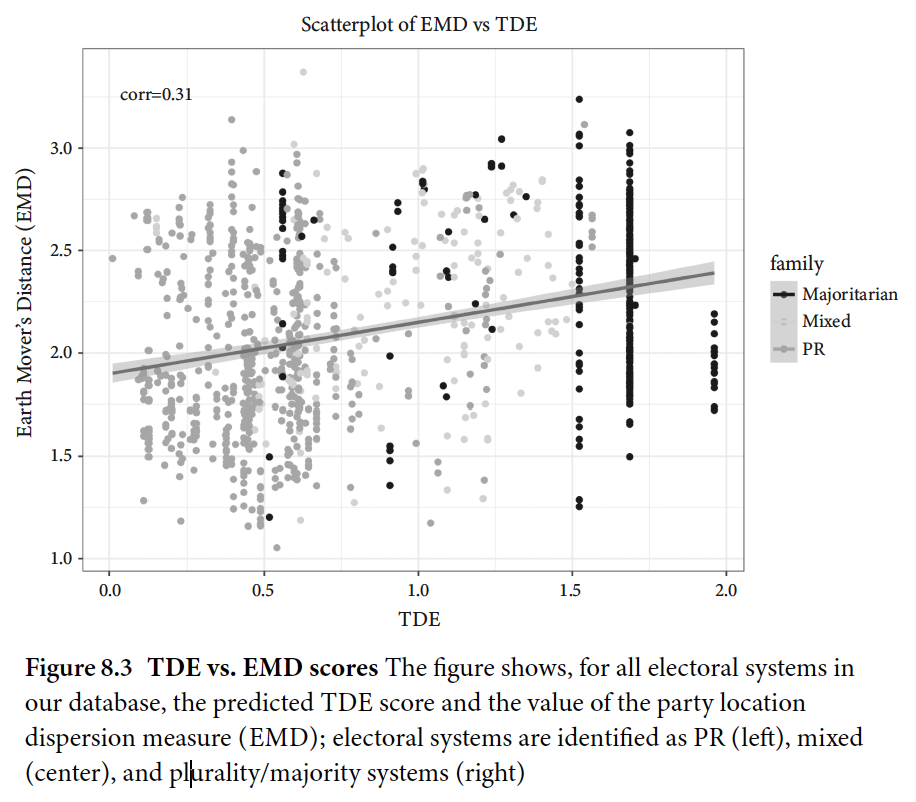 Scatterplot of EMD vs TDE
corr=0.31
3.0
2.5
2.0
1.5
1.0
Earth Mover's Distance (EMD)
0.0 0.5 1.0 1.5 2.0
TDE
family
Majoritarian
Mixed
PR
Figure 8.3 TDE vs. EMD scores The figure shows, for all electoral systems in
our database, the predicted TDE score and the value of the party location
dispersion measure (EMD); electoral systems are identified as PR (left), mixed
(center), and plurality/majority systems (right)